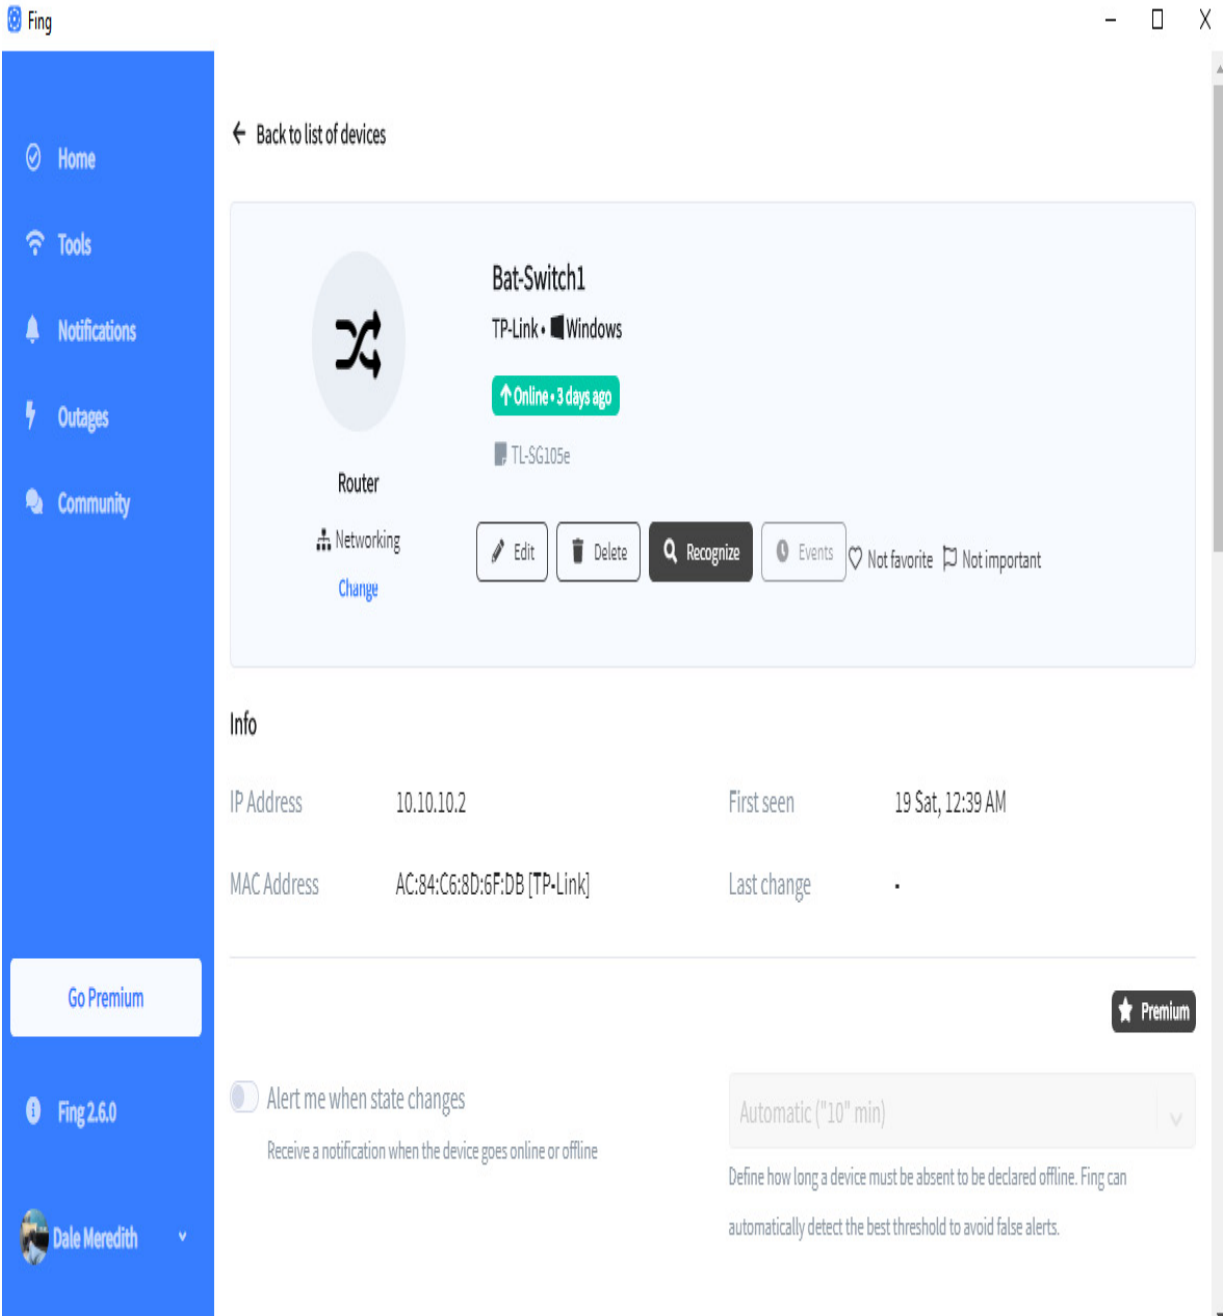 Fing
Home
Tools
Notifications
Outages
Community
Go Premium
Fing 2.6.0
Dale Meredith
Back to list of devices
Router
Networking
Change
Bat-Switch1
TP-Link • Windows
Online • 3 days ago
TL-SG105e
Edit
Delete
Recognize
Events
Not favorite
Not important
Info
IP Address 10.10.10.2
First seen 19 Sat, 12:39 AM
MAC Address AC:84:C6:8D:6F:DB [TP-Link]
Last change -
Premium
Alert me when state changes
Receive a notification when the device goes online or offline
Automatic ("10" min)
Define how long a device must be absent to be declared offline. Fing can
automatically detect the best threshold to avoid false alerts.